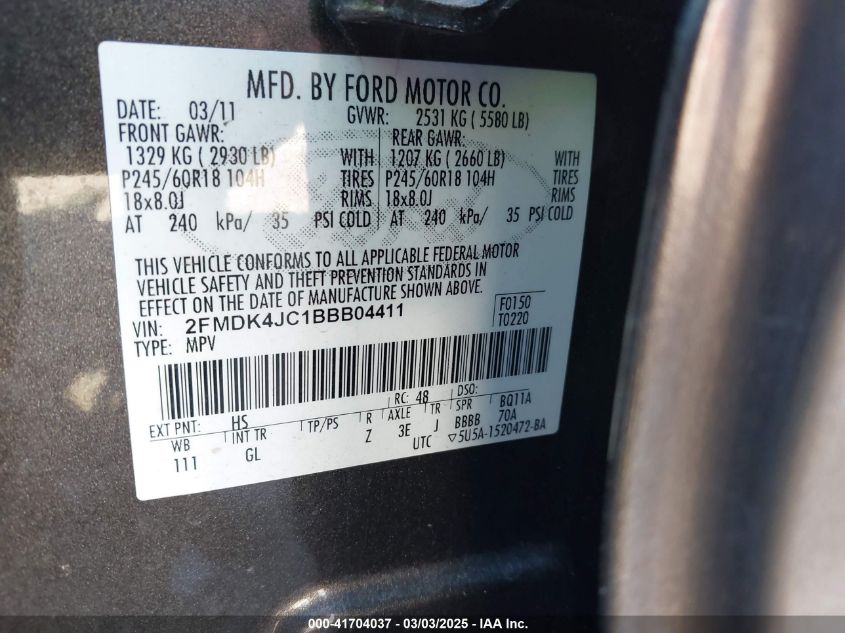 MFD. BY FORD MOTOR CO.
DATE: 03/11 GVWR: 2531 KG ( 5580 LB)
FRONT GAWR: REAR GAWR:
1329 KG ( 2930 LB) WITH 1207 KG ( 2660 LB) WITH
P245/60R18 104H TIRES P245/60R18 104H TIRES
18x8.0J RIMS 18x8.0J RIMS
AT 240 kPa/ 35 PSI COLD AT 240 kPa/ 35 PSI COLD
THIS VEHICLE CONFORMS TO ALL APPLICABLE FEDERAL MOTOR
VEHICLE SAFETY AND THEFT PREVENTION STANDARDS IN
EFFECT ON THE DATE OF MANUFACTURE SHOWN ABOVE.
VIN: 2FMDK4JC1BBB04411 F0150
TYPE: MPV T0220
EXT PNT: HS RC: 48 DSO:
WB INT TR TP/PS R AXLE TR SPR BQ11A
111 GL Z 3E J BBBB 70A
UTC ▽5U5A-1520472-BA
000-41704037 - 03/03/2025 - IAA Inc.